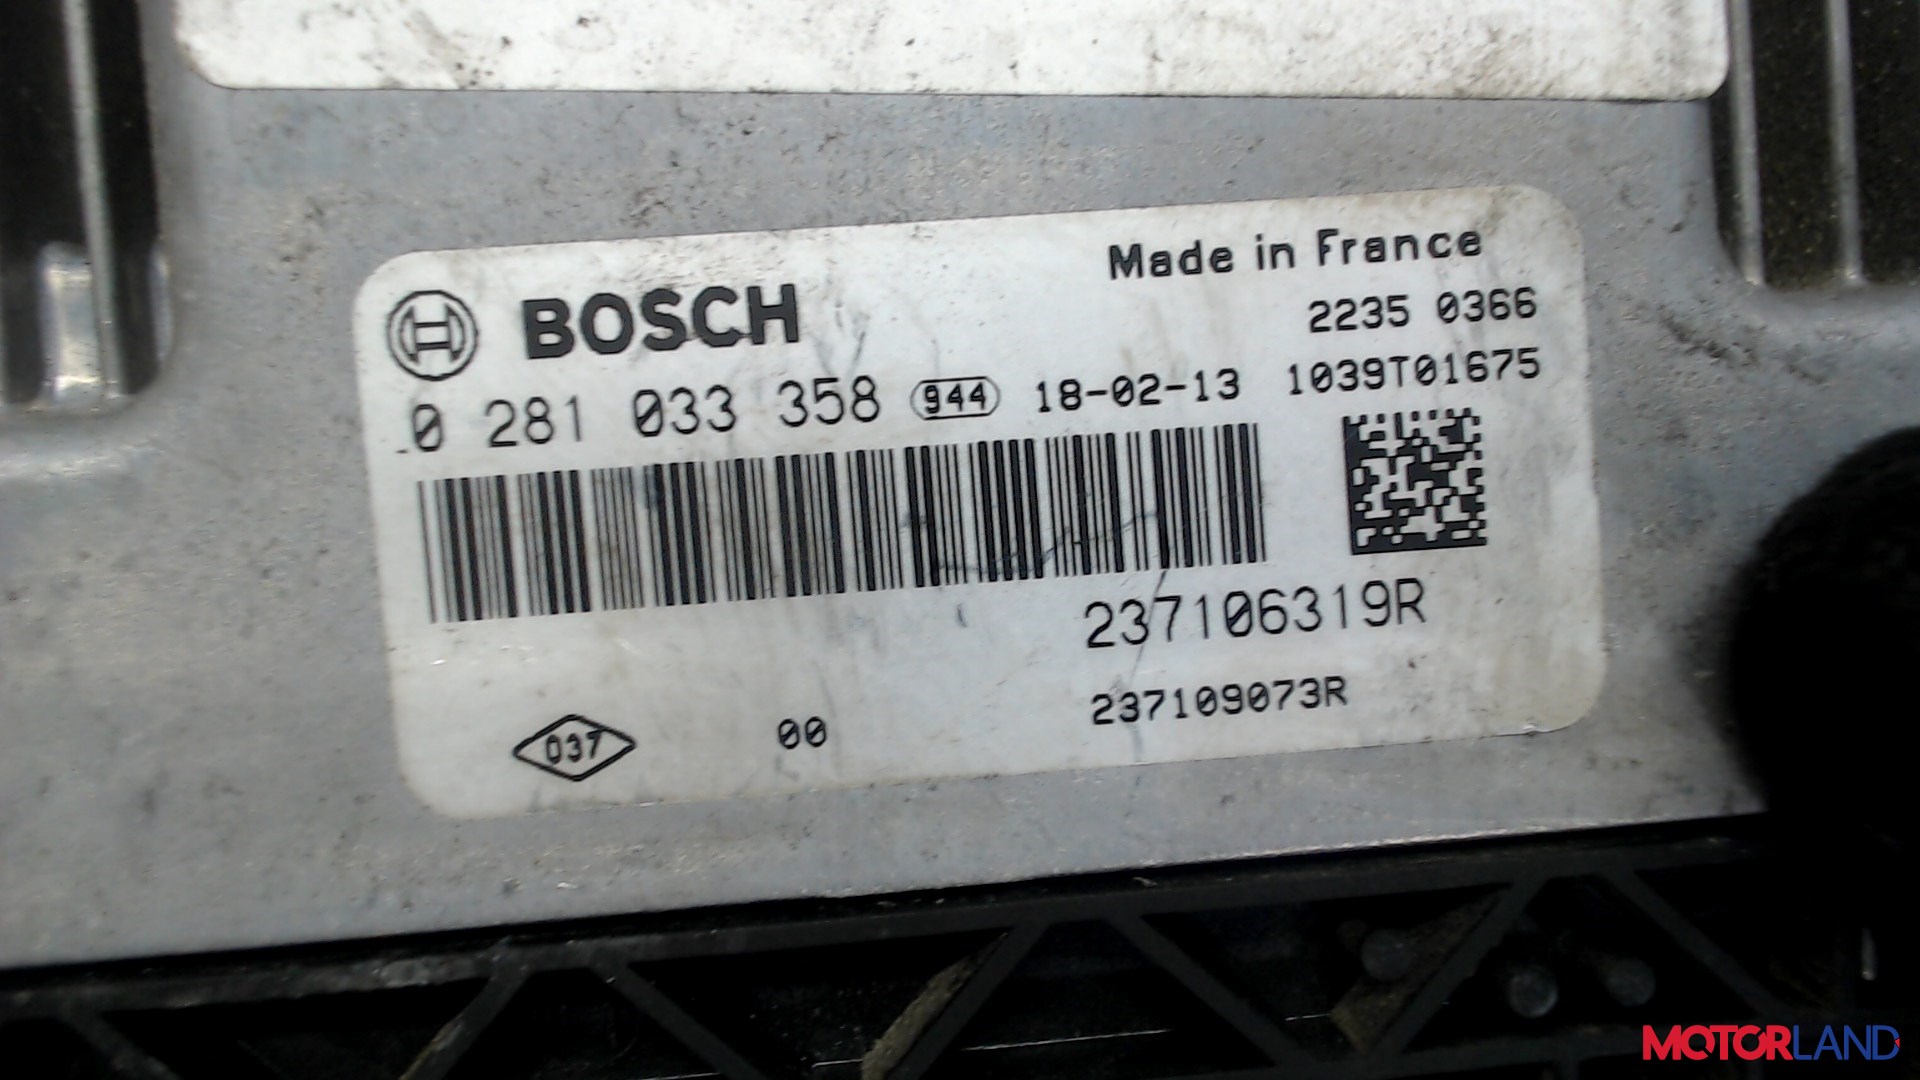 Made in France
BOSCH
2235 0366
0 281 033 358 944 18-02-13 1039T01675
237106319R
237109073R
037 00
MOTORLAND